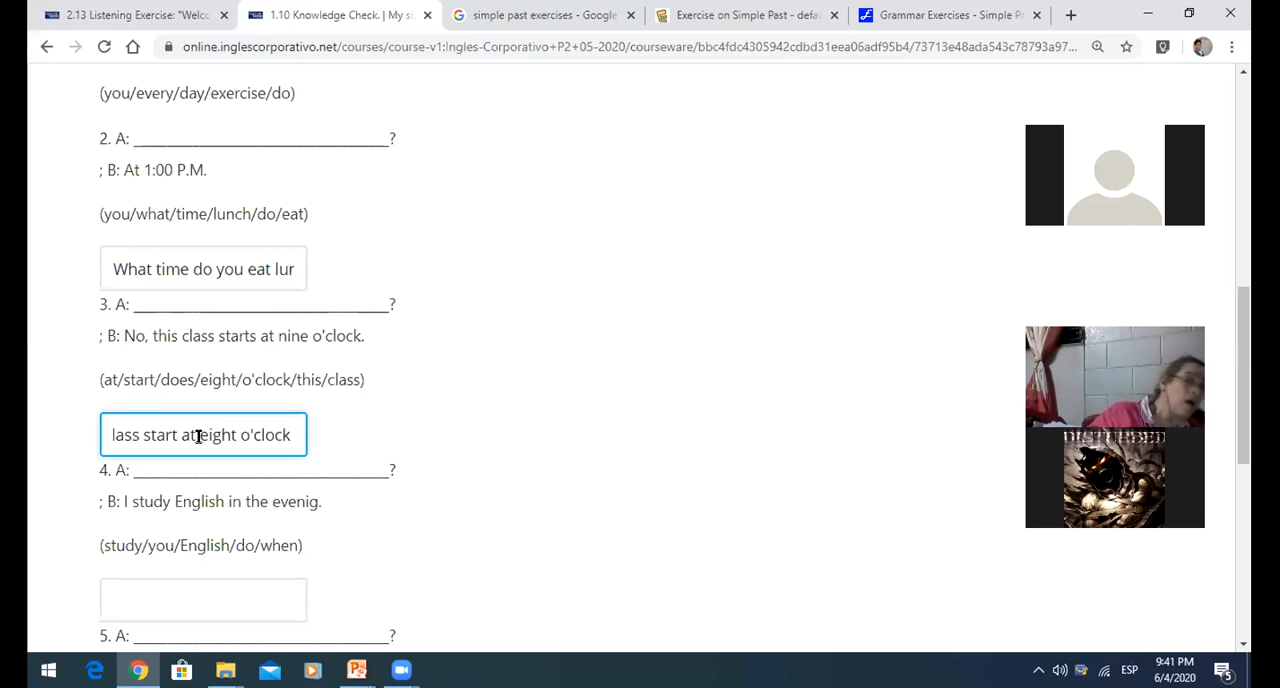 2.13 Listening Exercise: "Welco
1.10 Knowledge Check. | My si
simple past exercises - Google
Exercise on Simple Past - defau
Grammar Exercises - Simple Pa
online.inglescorporativo.net/courses/course-v1:Ingles-Corporativo+P2+05-2020/courseware/bbc4fdc4305942cdbd31eea06adf95b4/73713e48ada543c78793a97...
(you/every/day/exercise/do)
2. A: ______________________________?
; B: At 1:00 P.M.
(you/what/time/lunch/do/eat)
What time do you eat lur
3. A: ______________________________?
; B: No, this class starts at nine o'clock.
(at/start/does/eight/o'clock/this/class)
lass start at eight o'clock
4. A: ______________________________?
; B: I study English in the evenig.
(study/you/English/do/when)
5. A: ______________________________?
DISTURBED
ESP
9:41 PM
6/4/2020
5